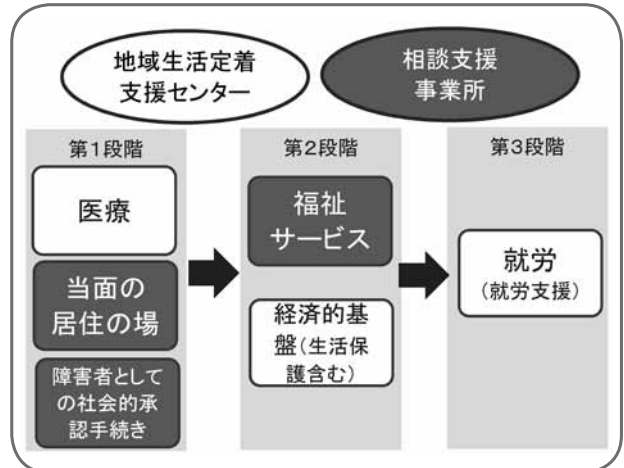 地域生活定着
支援センター
相談支援
事業所
第1段階
医療
当面の
居住の場
障害者として
の社会的承
認手続き
第2段階
福祉
サービス
経済的基
盤(生活保
護含む)
第3段階
就労
(就労支援)